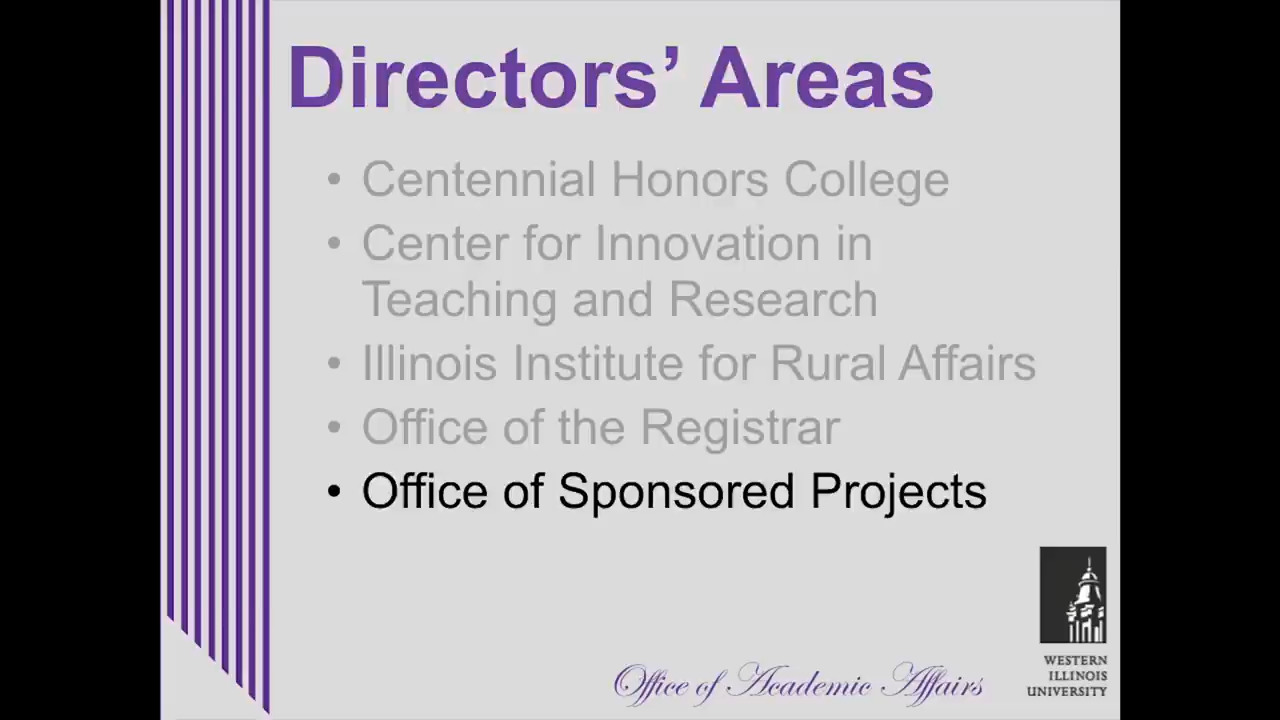 Directors’ Areas
• Centennial Honors College
• Center for Innovation in
Teaching and Research
• Illinois Institute for Rural Affairs
• Office of the Registrar
• Office of Sponsored Projects
Office of Academic Affairs
WESTERN
ILLINOIS
UNIVERSITY